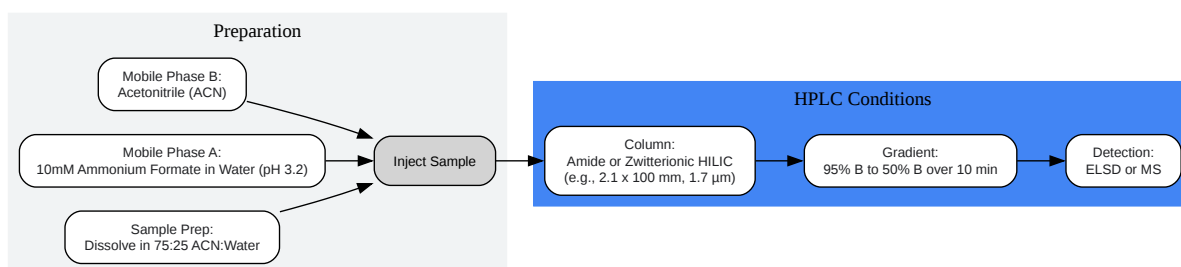 Preparation
Mobile Phase B:
Acetonitrile (ACN)
Mobile Phase A:
10mM Ammonium Formate in Water (pH 3.2)
Sample Prep:
Dissolve in 75:25 ACN:Water
Inject Sample
HPLC Conditions
Column:
Amide or Zwitterionic HILIC
(e.g., 2.1 x 100 mm, 1.7 µm)
Gradient:
95% B to 50% B over 10 min
Detection:
ELSD or MS